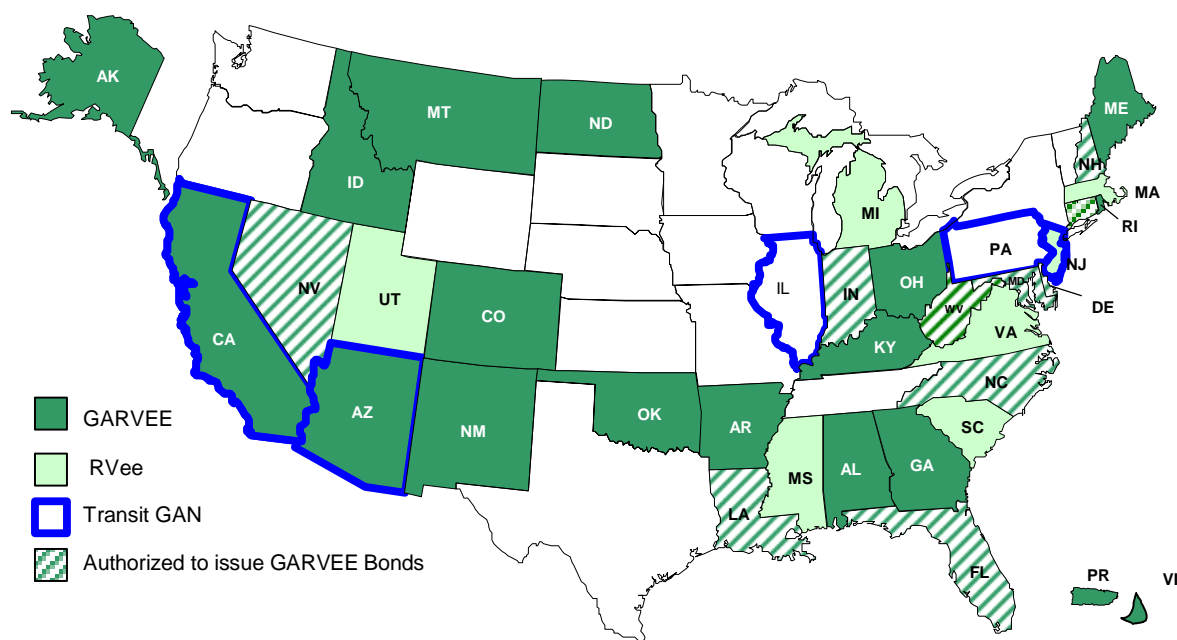 AK
MT
ND
ME
ID
NH
MI
MA
RI
PA
NJ
NV
UT
CO
IL
IN
OH
MD
DE
WV
VA
CA
KY
NC
AZ
NM
OK
AR
SC
MS
AL
GA
LA
FL
PR
VI
GARVEE
RVee
Transit GAN
Authorized to issue GARVEE Bonds